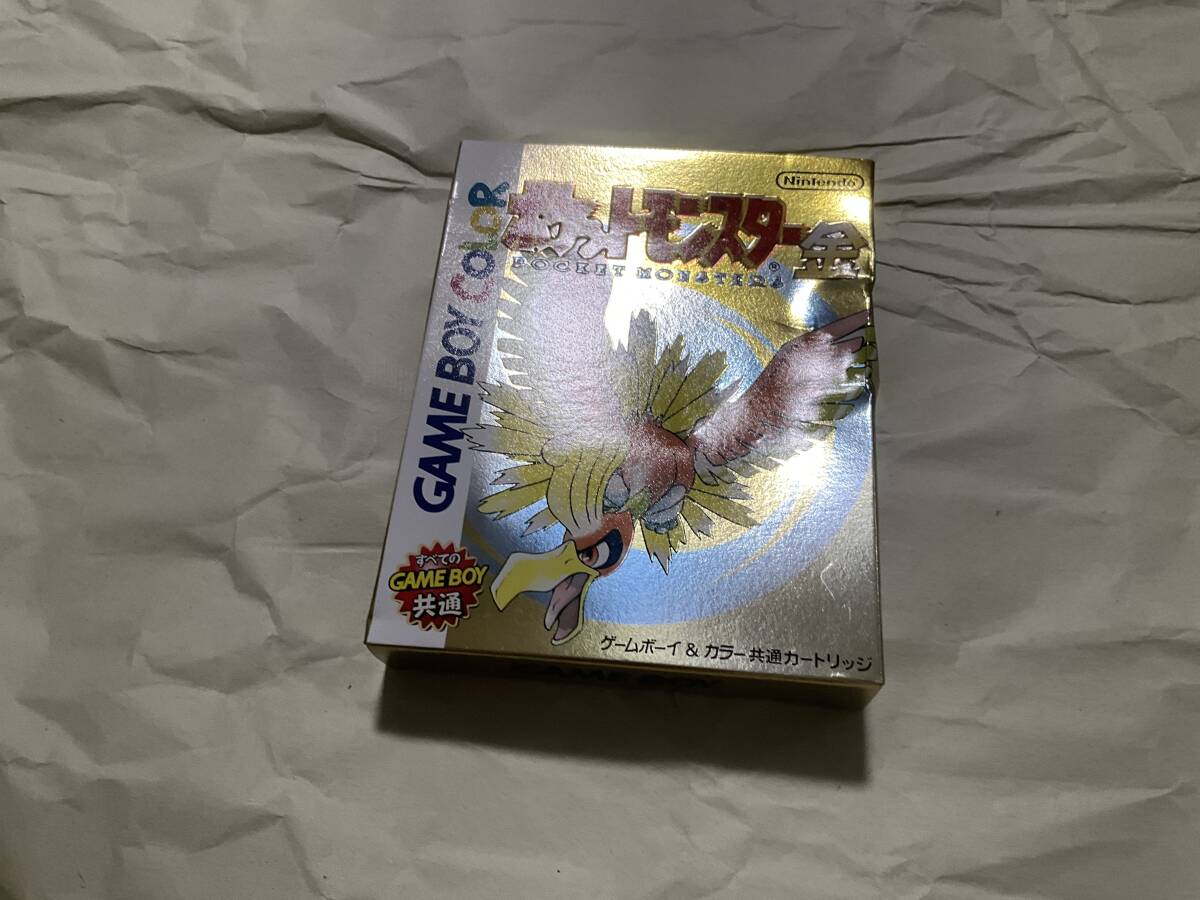 Nintendo
ポケットモンスター金
POCKET MONSTERS®
GAME BOY COLOR
すべての
GAME BOY
共通
ゲームボーイ & カラー共通カートリッジ
GAME BOY